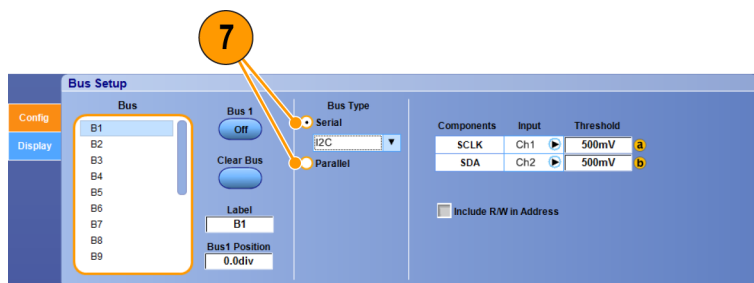 7
Bus Setup
Config
Display
Bus
B1
B2
B3
B4
B5
B6
B7
B8
B9
Bus 1
Off
Clear Bus
Label
B1
Bus1 Position
0.0div
Bus Type
Serial
I2C
Parallel
Components Input Threshold
SCLK Ch1 500mV a
SDA Ch2 500mV b
Include R/W in Address